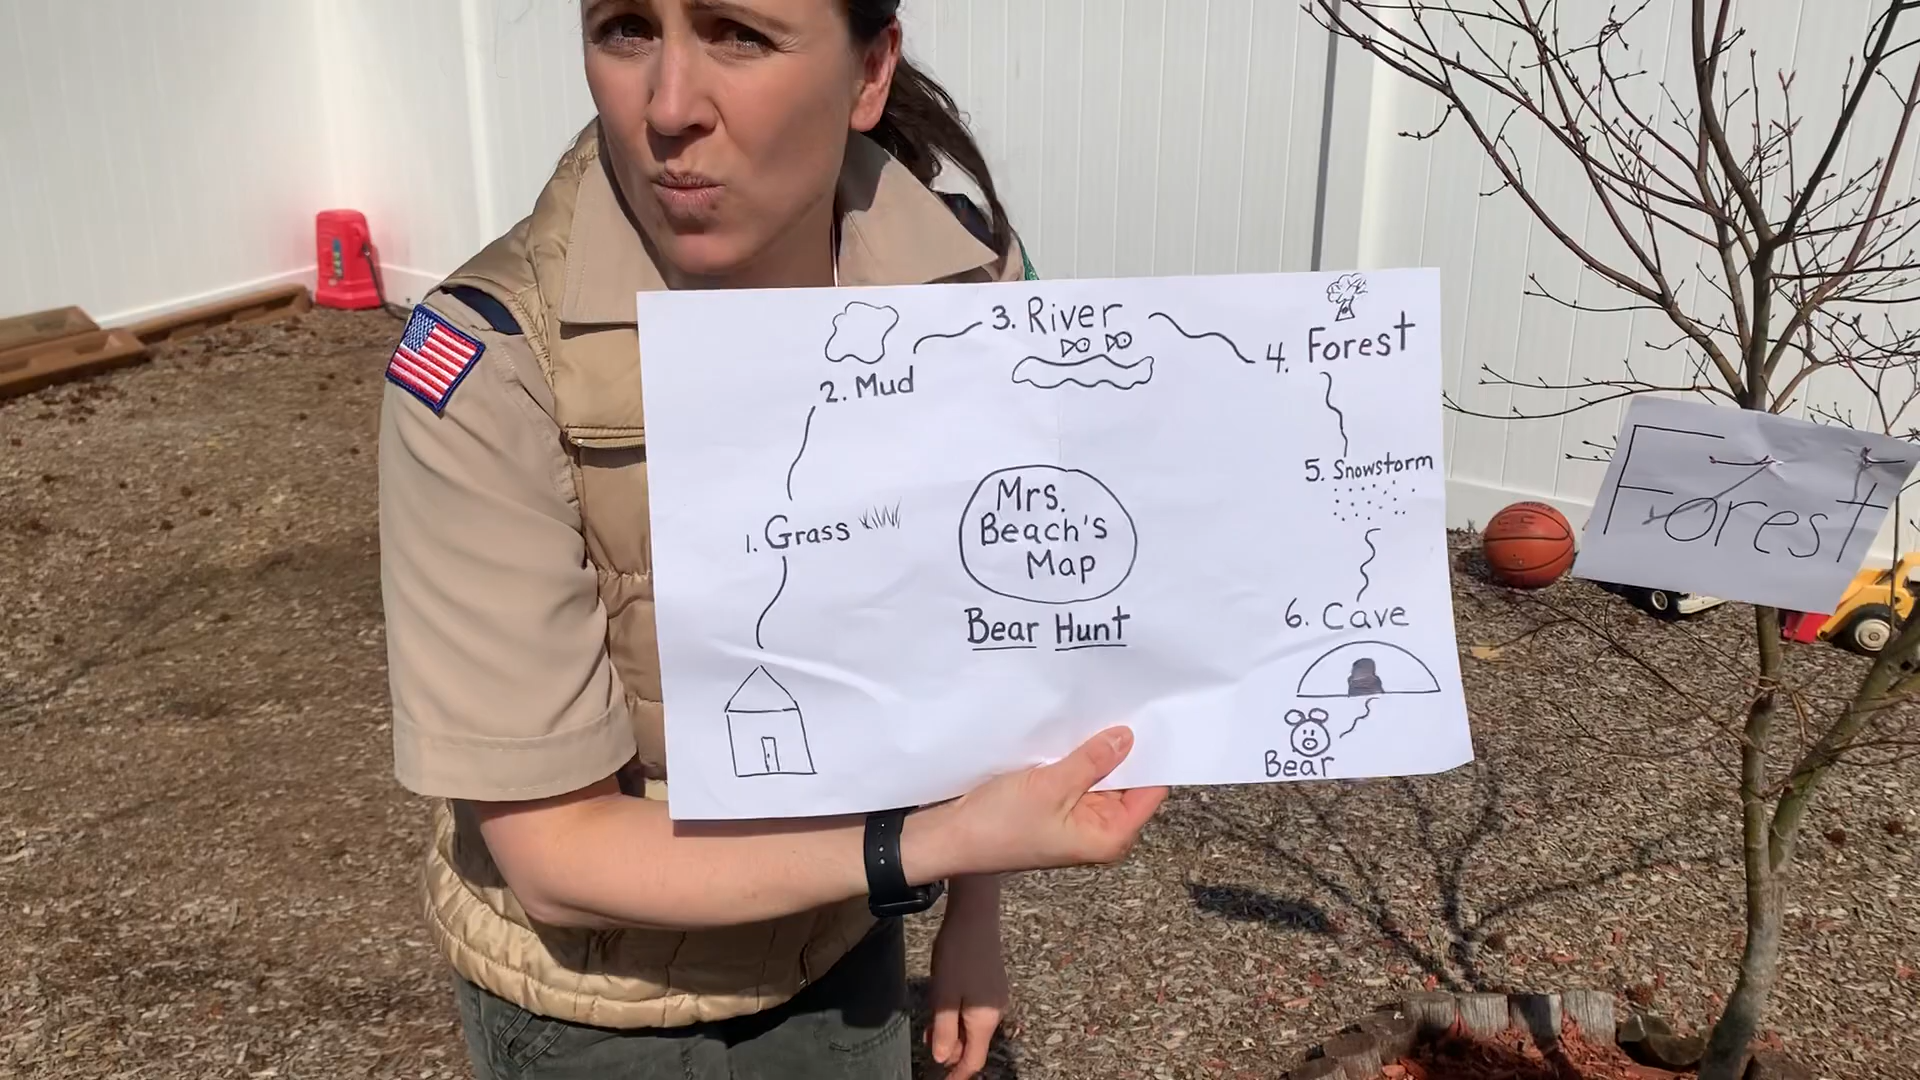 1. Grass
2. Mud
3. River
4. Forest
5. Snowstorm
6. Cave
Bear
Mrs.
Beach's
Map
Bear Hunt
Forest